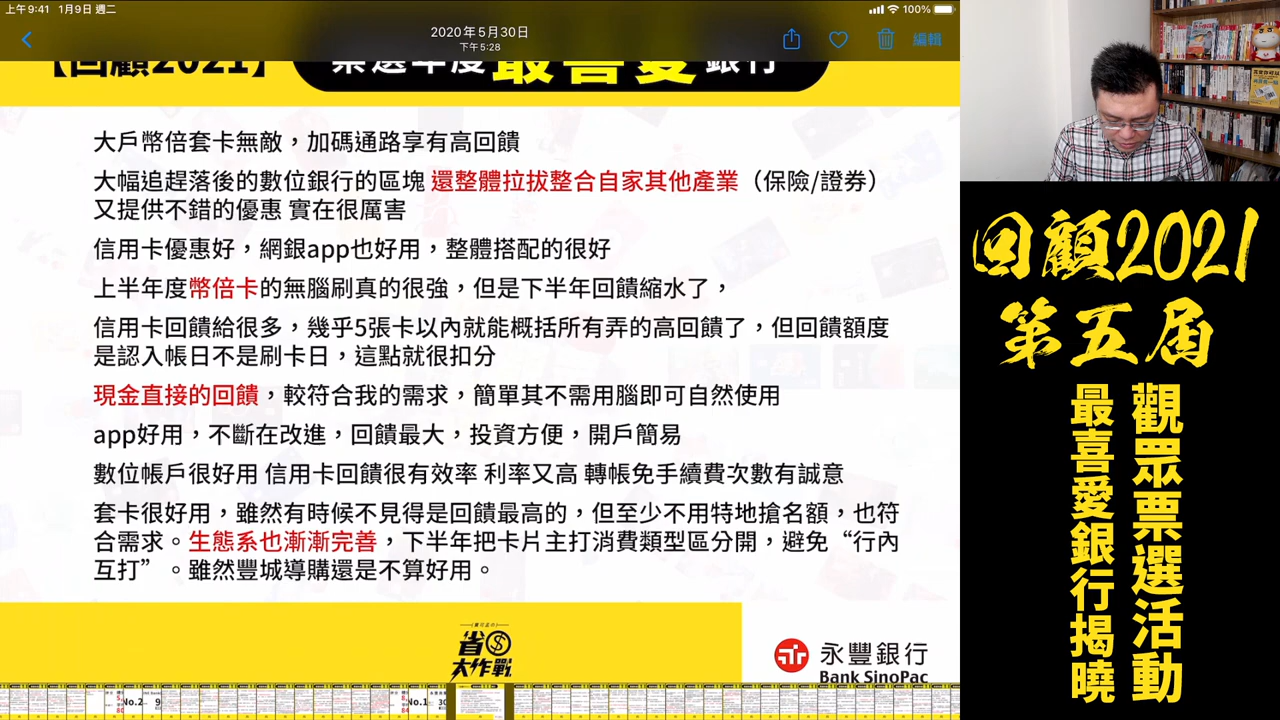 上午9:41 1月9日 週二
100%
2020年5月30日
下午5:28
編輯
【回顧2021】 票選年度最喜愛銀行
大戶幣倍套卡無敵，加碼通路享有高回饋
大幅追趕落後的數位銀行的區塊 還整體拉拔整合自家其他產業（保險/證券）
又提供不錯的優惠 實在很厲害
信用卡優惠好，網銀app也好用，整體搭配的很好
上半年度幣倍卡的無腦刷真的很強，但是下半年回饋縮水了，
信用卡回饋給很多，幾乎5張卡以內就能概括所有弄的高回饋了，但回饋額度
是認入帳日不是刷卡日，這點就很扣分
現金直接的回饋，較符合我的需求，簡單其不需用腦即可自然使用
app好用，不斷在改進，回饋最大，投資方便，開戶簡易
數位帳戶很好用 信用卡回饋很有效率 利率又高 轉帳免手續費次數有誠意
套卡很好用，雖然有時候不見得是回饋最高的，但至少不用特地搶名額，也符
合需求。生態系也漸漸完善，下半年把卡片主打消費類型區分開，避免“行內
互打”。雖然豐城導購還是不算好用。
省$
大作戰
永豐銀行
Bank SinoPac
No.2
No.1
回顧2021
第五屆
觀眾票選活動
最喜愛銀行揭曉